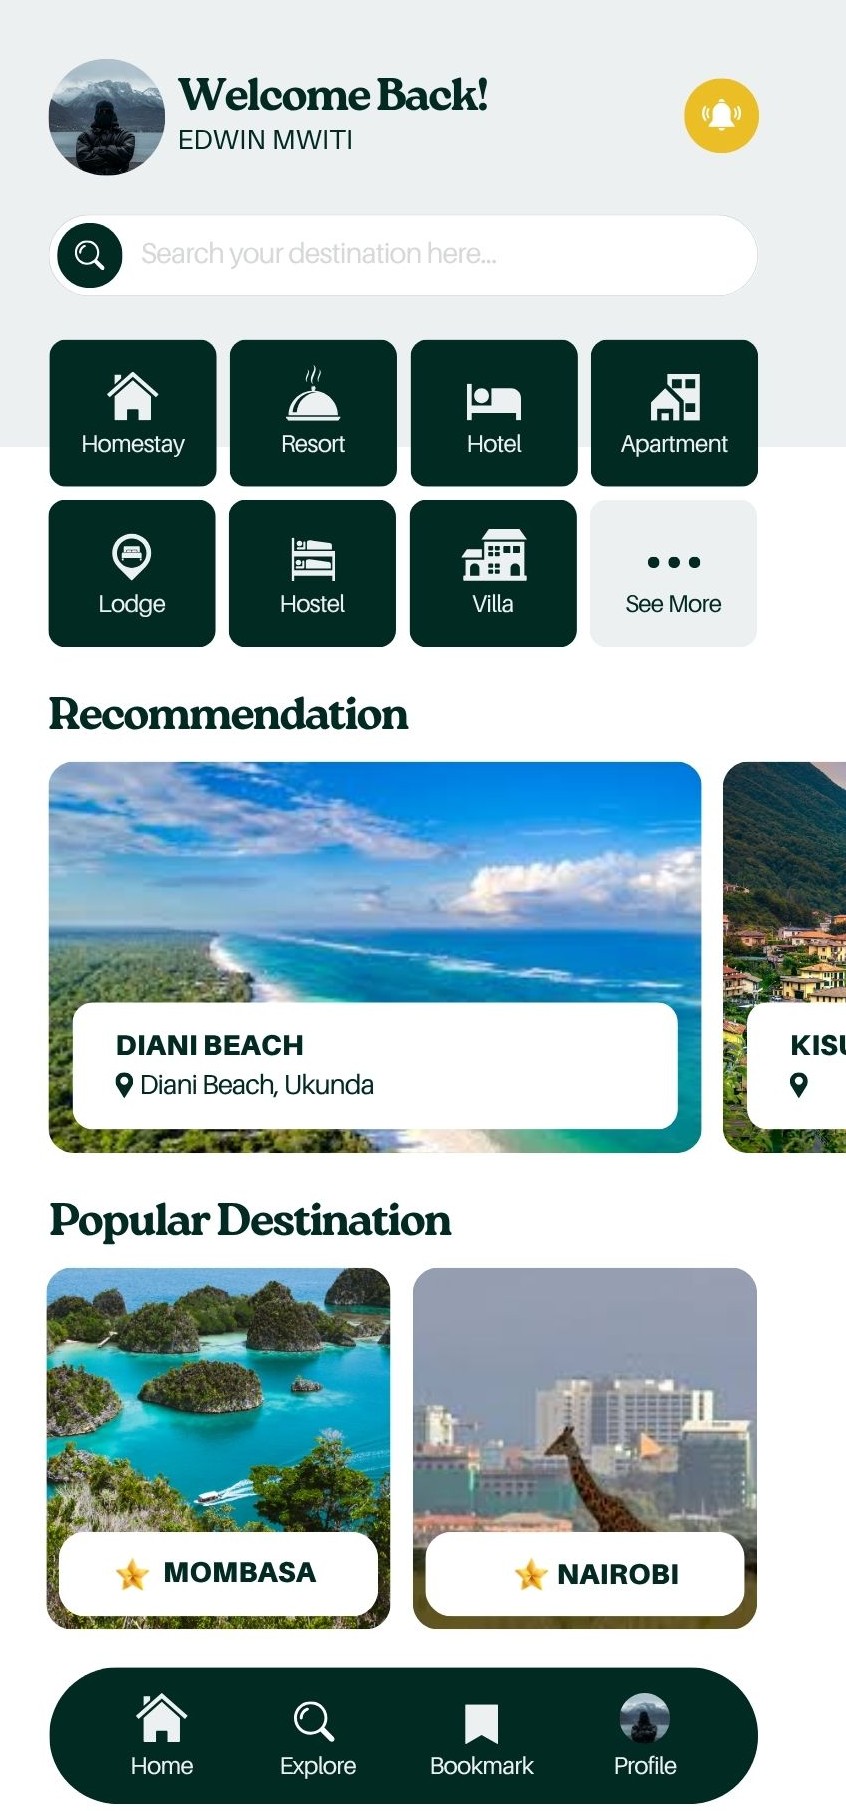 Welcome Back!
EDWIN MWITI
Search your destination here...
Homestay
Resort
Hotel
Apartment
Lodge
Hostel
Villa
See More
Recommendation
DIANI BEACH
Diani Beach, Ukunda
Popular Destination
MOMBASA
NAIROBI
Home
Explore
Bookmark
Profile